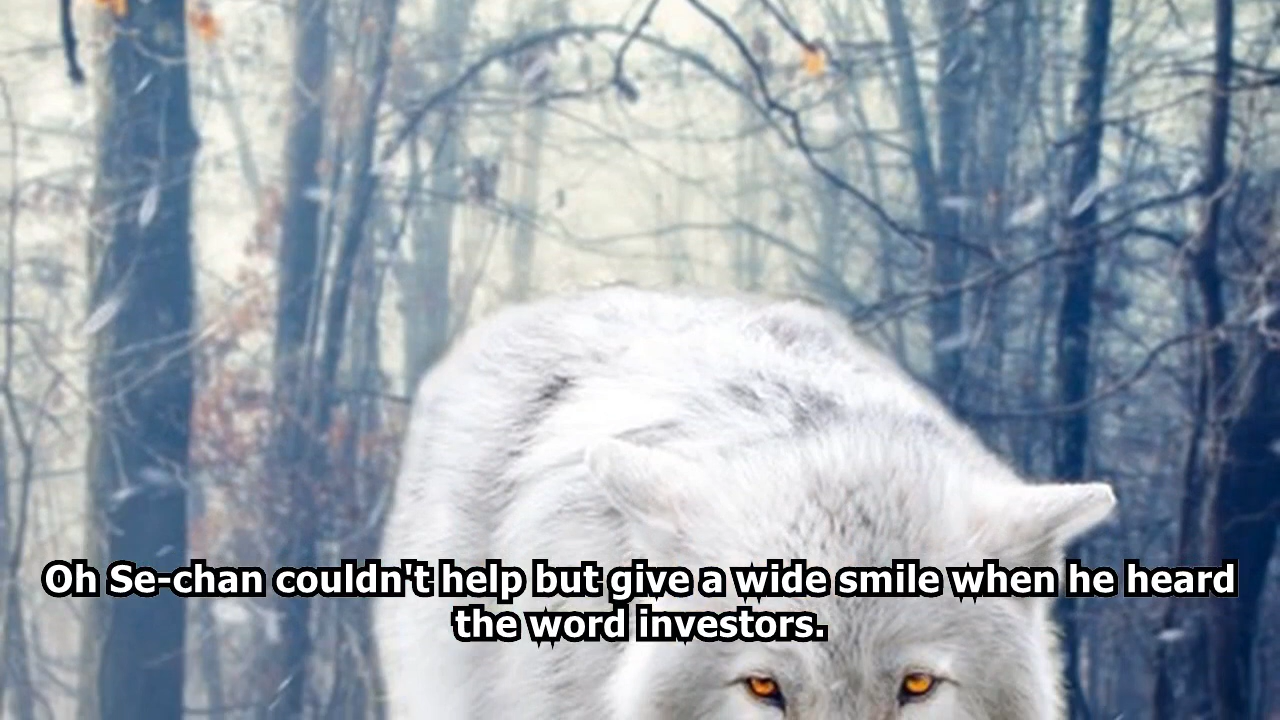 Oh Se-chan couldn't help but give a wide smile when he heard
the word investors.